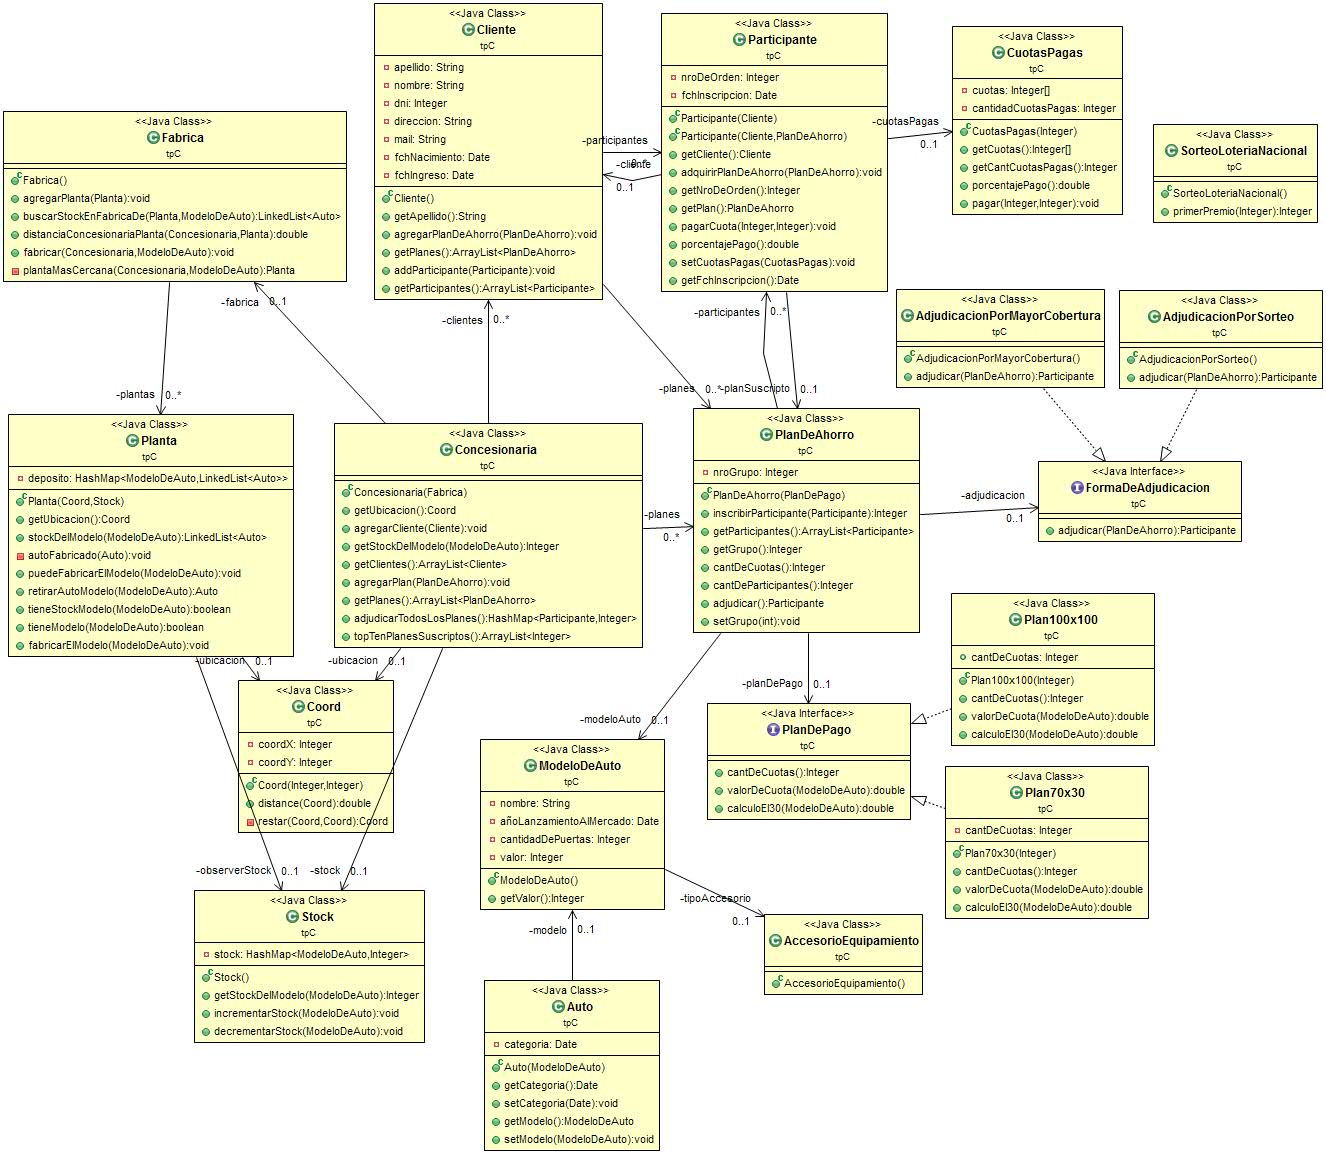 <<Java Class>>
Cliente
tpC
apellido: String
nombre: String
dni: Integer
direccion: String
mail: String
fchNacimiento: Date
fchIngreso: Date
Cliente()
getApellido():String
agregarPlanDeAhorro(PlanDeAhorro):void
getPlanes():ArrayList<PlanDeAhorro>
addParticipante(Participante):void
getParticipantes():ArrayList<Participante>
<<Java Class>>
Participante
tpC
nroDeOrden: Integer
fchInscripcion: Date
Participante(Cliente)
Participante(Cliente,PlanDeAhorro)
getCliente():Cliente
adquirirPlanDeAhorro(PlanDeAhorro):void
getNroDeOrden():Integer
getPlan():PlanDeAhorro
pagarCuota(Integer,Integer):void
porcentajePago():double
setCuotasPagas(CuotasPagas):void
getFchInscripcion():Date
<<Java Class>>
CuotasPagas
tpC
cuotas: Integer[]
cantidadCuotasPagas: Integer
CuotasPagas(Integer)
getCuotas():Integer[]
getCantCuotasPagas():Integer
porcentajePago():double
pagar(Integer,Integer):void
<<Java Class>>
SorteoLoteriaNacional
tpC
SorteoLoteriaNacional()
primerPremio(Integer):Integer
<<Java Class>>
Fabrica
tpC
Fabrica()
agregarPlanta(Planta):void
buscarStockEnFabricaDe(Planta,ModeloDeAuto):LinkedList<Auto>
distanciaConcesionariaPlanta(Concesionaria,Planta):double
fabricar(Concesionaria,ModeloDeAuto):void
plantaMasCercana(Concesionaria,ModeloDeAuto):Planta
-participantes
0..*
-cliente
0..1
-cuotasPagas
0..1
-fabrica
0..1
-clientes
0..*
-participantes
0..*
-plantas
0..*
-planes
0..*
-planSuscripto
0..1
<<Java Class>>
AdjudicacionPorMayorCobertura
tpC
AdjudicacionPorMayorCobertura()
adjudicar(PlanDeAhorro):Participante
<<Java Class>>
AdjudicacionPorSorteo
tpC
AdjudicacionPorSorteo()
adjudicar(PlanDeAhorro):Participante
<<Java Class>>
Planta
tpC
deposito: HashMap<ModeloDeAuto,LinkedList<Auto>>
Planta(Coord,Stock)
getUbicacion():Coord
stockDelModelo(ModeloDeAuto):LinkedList<Auto>
autoFabricado(Auto):void
puedeFabricarElModelo(ModeloDeAuto):void
retirarAutoModelo(ModeloDeAuto):Auto
tieneStockModelo(ModeloDeAuto):boolean
tieneModelo(ModeloDeAuto):boolean
fabricarElModelo(ModeloDeAuto):void
<<Java Class>>
Concesionaria
tpC
Concesionaria(Fabrica)
getUbicacion():Coord
agregarCliente(Cliente):void
getStockDelModelo(ModeloDeAuto):Integer
getClientes():ArrayList<Cliente>
agregarPlan(PlanDeAhorro):void
getPlanes():ArrayList<PlanDeAhorro>
adjudicarTodosLosPlanes():HashMap<Participante,Integer>
topTenPlanesSuscriptos():ArrayList<Integer>
-planes
0..*
<<Java Class>>
PlanDeAhorro
tpC
nroGrupo: Integer
PlanDeAhorro(PlanDePago)
inscribirParticipante(Participante):Integer
getParticipantes():ArrayList<Participante>
getGrupo():Integer
cantDeCuotas():Integer
cantDeParticipantes():Integer
adjudicar():Participante
setGrupo(int):void
-adjudicacion
0..1
<<Java Interface>>
FormaDeAdjudicacion
tpC
adjudicar(PlanDeAhorro):Participante
-ubicacion
0..1
-ubicacion
0..1
-planDePago
0..1
-modeloAuto
0..1
<<Java Class>>
Plan100x100
tpC
cantDeCuotas: Integer
Plan100x100(Integer)
cantDeCuotas():Integer
valorDeCuota(ModeloDeAuto):double
calculoEl30(ModeloDeAuto):double
<<Java Class>>
Coord
tpC
coordX: Integer
coordY: Integer
Coord(Integer,Integer)
distance(Coord):double
restar(Coord,Coord):Coord
<<Java Interface>>
PlanDePago
tpC
cantDeCuotas():Integer
valorDeCuota(ModeloDeAuto):double
calculoEl30(ModeloDeAuto):double
<<Java Class>>
ModeloDeAuto
tpC
nombre: String
añoLanzamientoAlMercado: Date
cantidadDePuertas: Integer
valor: Integer
ModeloDeAuto()
getValor():Integer
<<Java Class>>
Plan70x30
tpC
cantDeCuotas: Integer
Plan70x30(Integer)
cantDeCuotas():Integer
valorDeCuota(ModeloDeAuto):double
calculoEl30(ModeloDeAuto):double
-observerStock
0..1
-stock
0..1
-tipoAccesorio
0..1
<<Java Class>>
Stock
tpC
stock: HashMap<ModeloDeAuto,Integer>
Stock()
getStockDelModelo(ModeloDeAuto):Integer
incrementarStock(ModeloDeAuto):void
decrementarStock(ModeloDeAuto):void
-modelo
0..1
<<Java Class>>
AccesorioEquipamiento
tpC
AccesorioEquipamiento()
<<Java Class>>
Auto
tpC
categoria: Date
Auto(ModeloDeAuto)
getCategoria():Date
setCategoria(Date):void
getModelo():ModeloDeAuto
setModelo(ModeloDeAuto):void